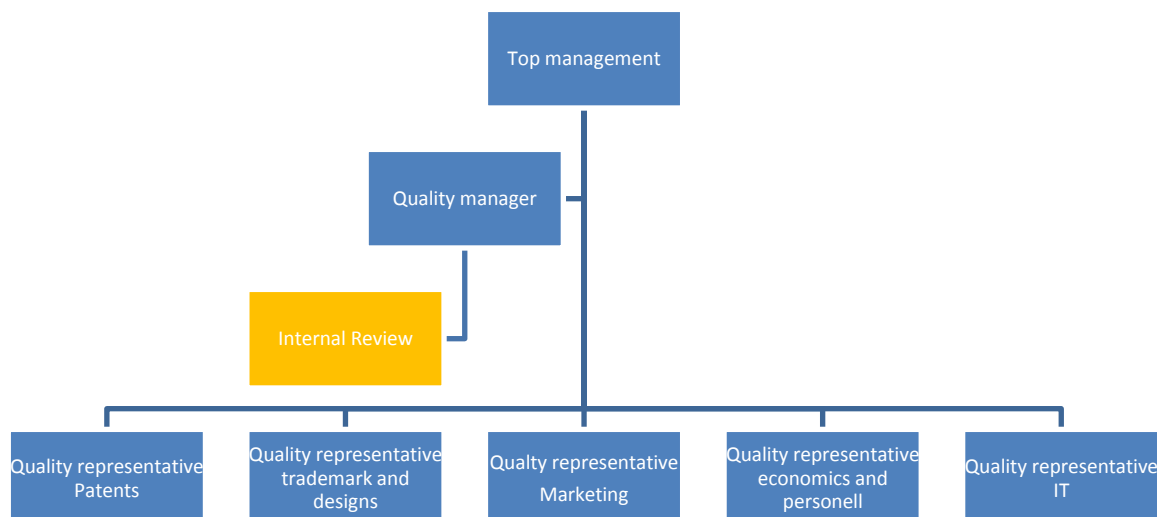 Top management
Quality manager
Internal Review
Quality representative
Patents
Quality representative
trademark and
designs
Qualty representative
Marketing
Quality representative
economics and
personell
Quality representative
IT